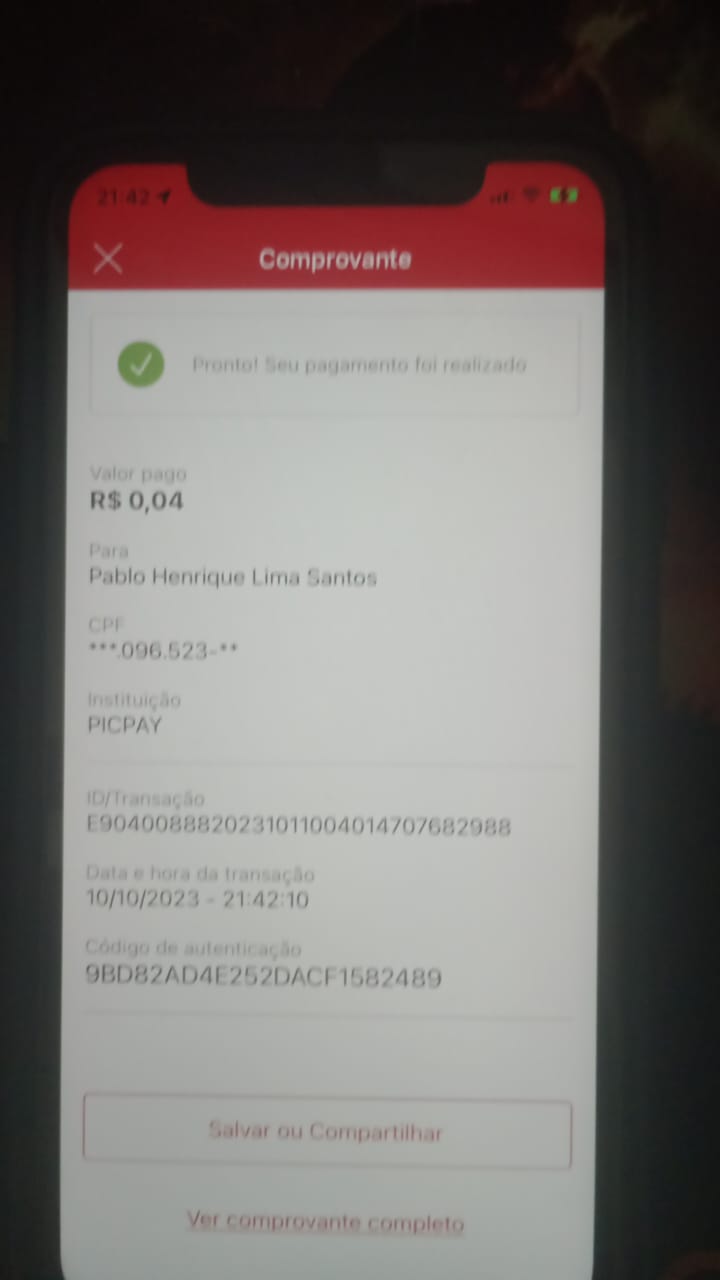 21:42
Comprovante
Pronto! Seu pagamento foi realizado
Valor pago
R$ 0,04
Para
Pablo Henrique Lima Santos
CPF
***.096.523-**
Instituição
PICPAY
ID/Transação
E9040088820231011004014707682988
Data e hora da transação
10/10/2023 - 21:42:10
Código de autenticação
9BD82AD4E252DACF1582489
Salvar ou Compartilhar
Ver comprovante completo